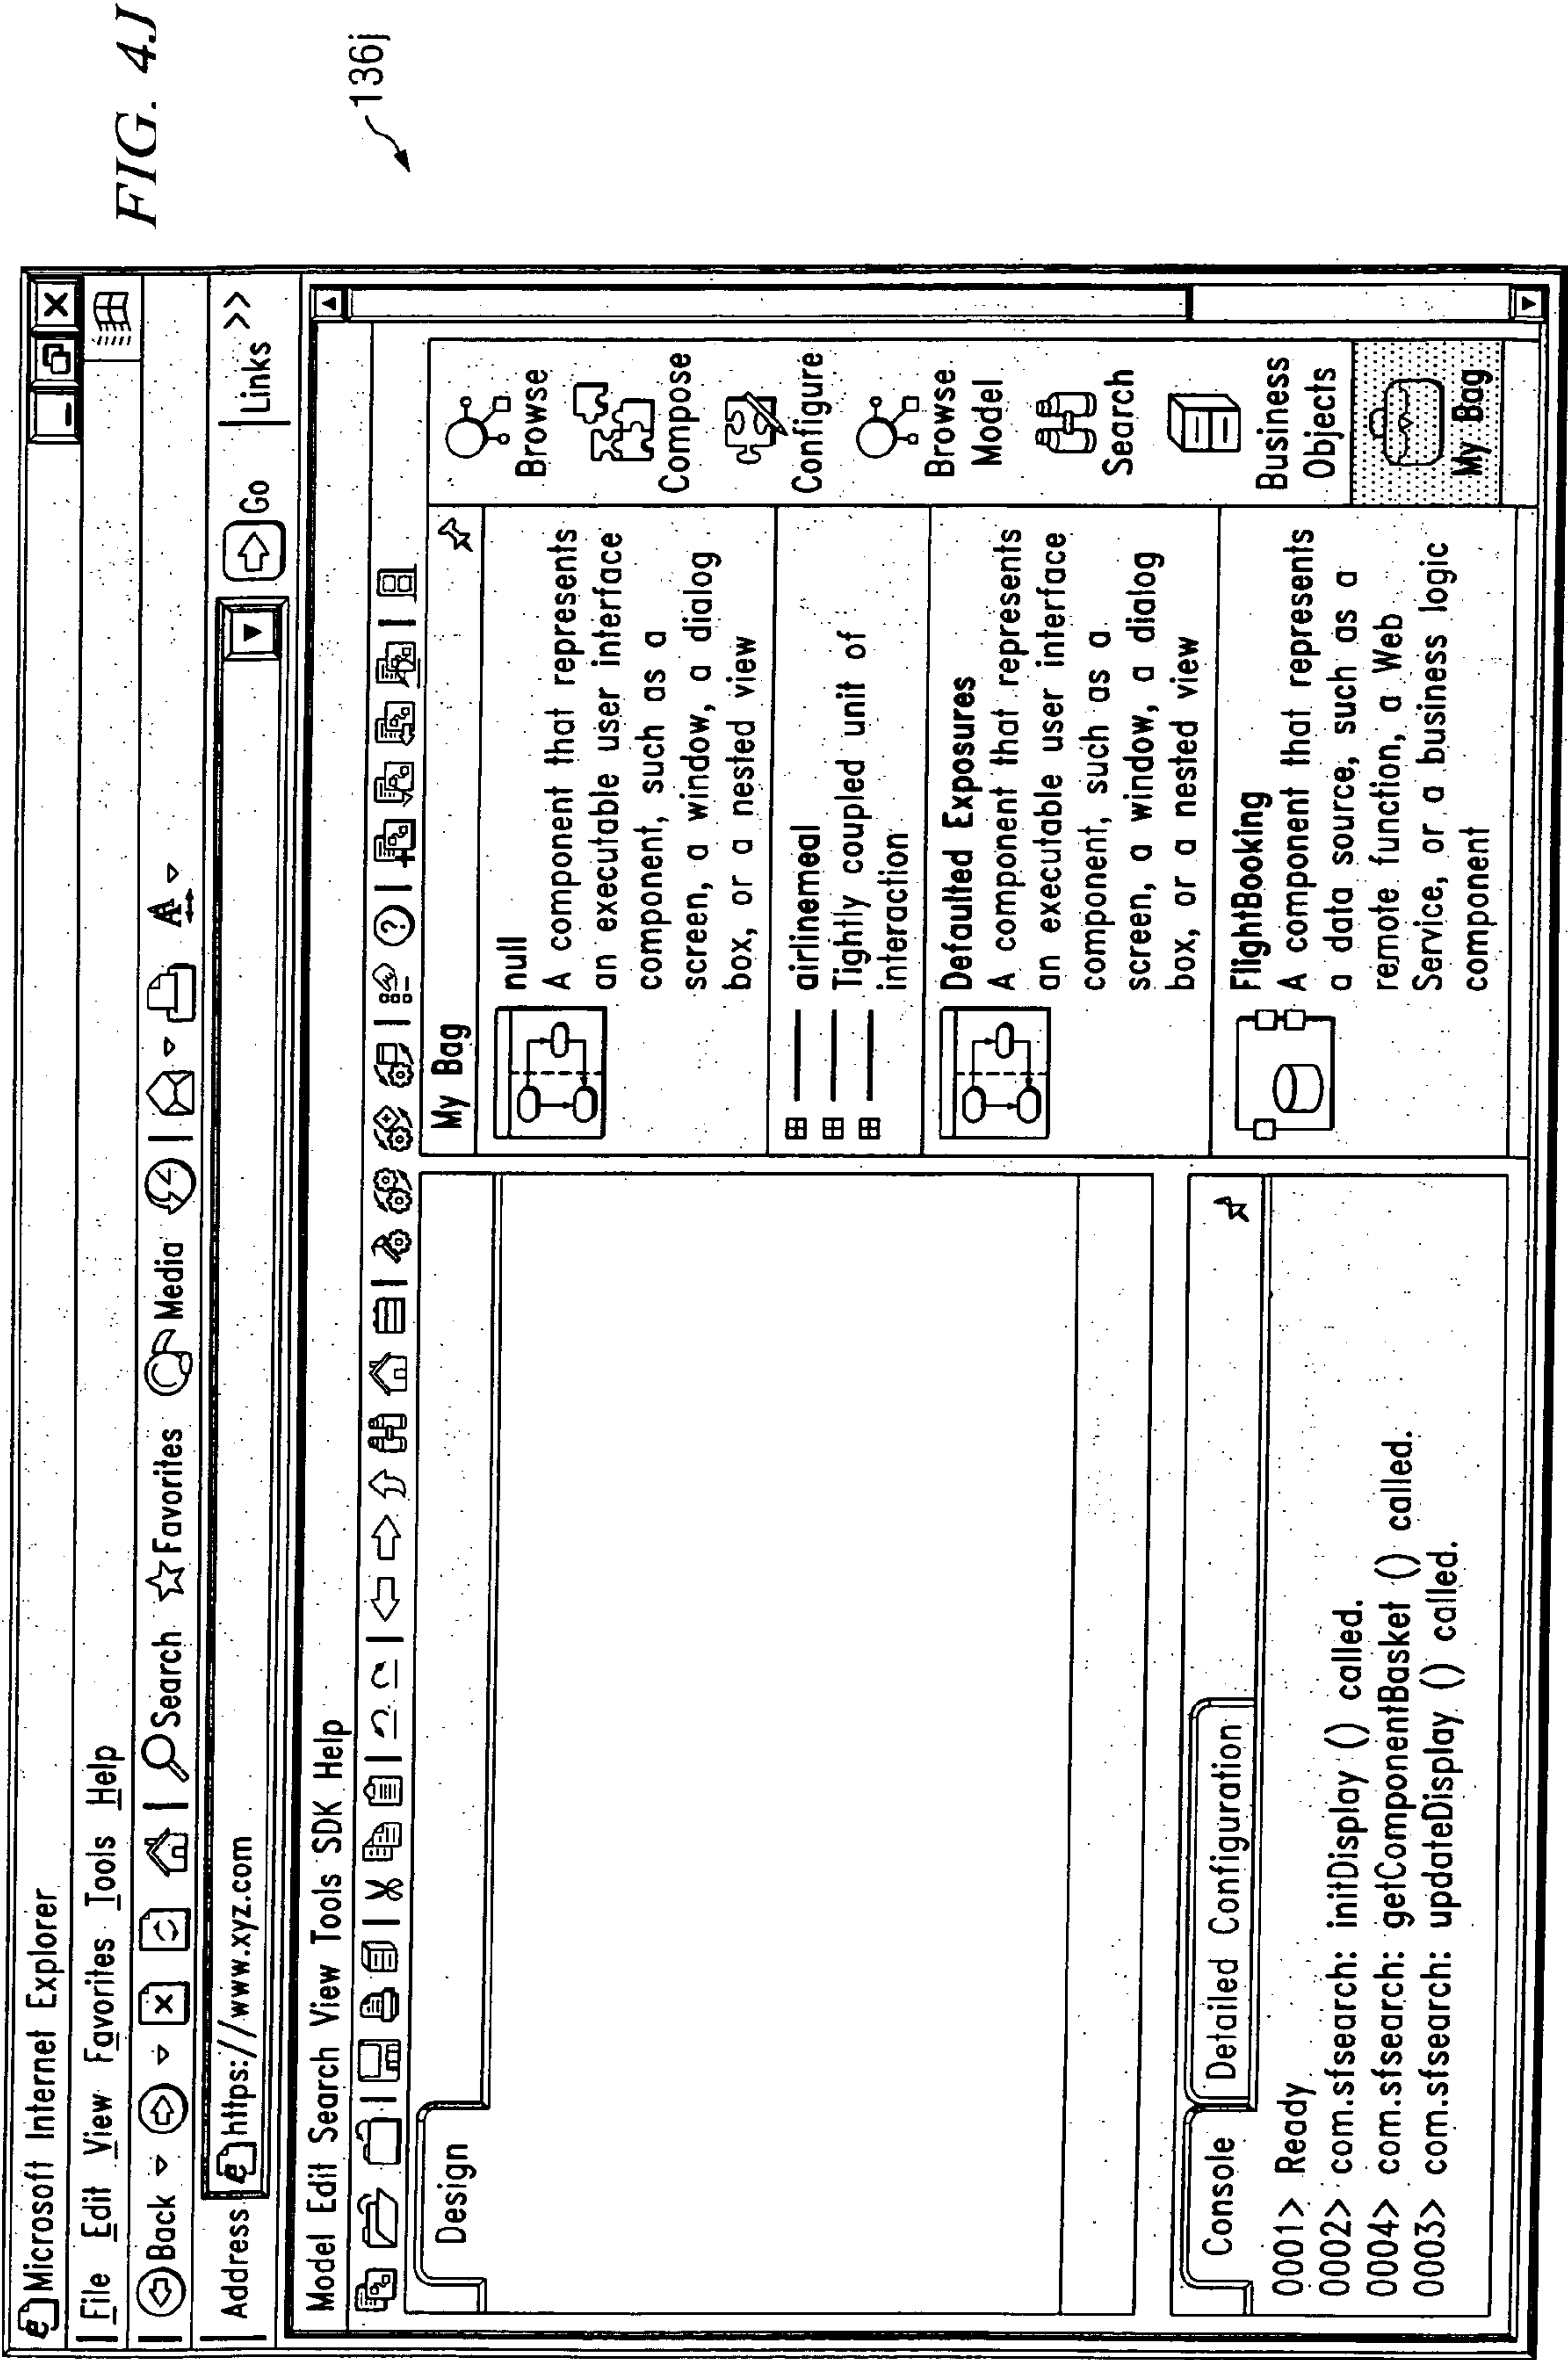 FIG. 4J
136j
Microsoft Internet Explorer
File Edit View Favorites Tools Help
Back Search Favorites Media
Address https://www.xyz.com Go Links >>
Model Edit Search View Tools SDK Help
Design
My Bag
null
A component that represents
an executable user interface
component, such as a
screen, a window, a dialog
box, or a nested view
airlinemeal
Tightly coupled unit of
interaction
Defaulted Exposures
A component that represents
an executable user interface
component, such as a
screen, a window, a dialog
box, or a nested view
FlightBooking
A component that represents
a data source, such as a
remote function, a Web
Service, or a business logic
component
Browse
Compose
Configure
Browse
Model
Search
Business
Objects
My Bag
Console Detailed Configuration
0001> Ready
0002> com.sfsearch: initDisplay () called.
0004> com.sfsearch: getComponentBasket () called.
0003> com.sfsearch: updateDisplay () called.